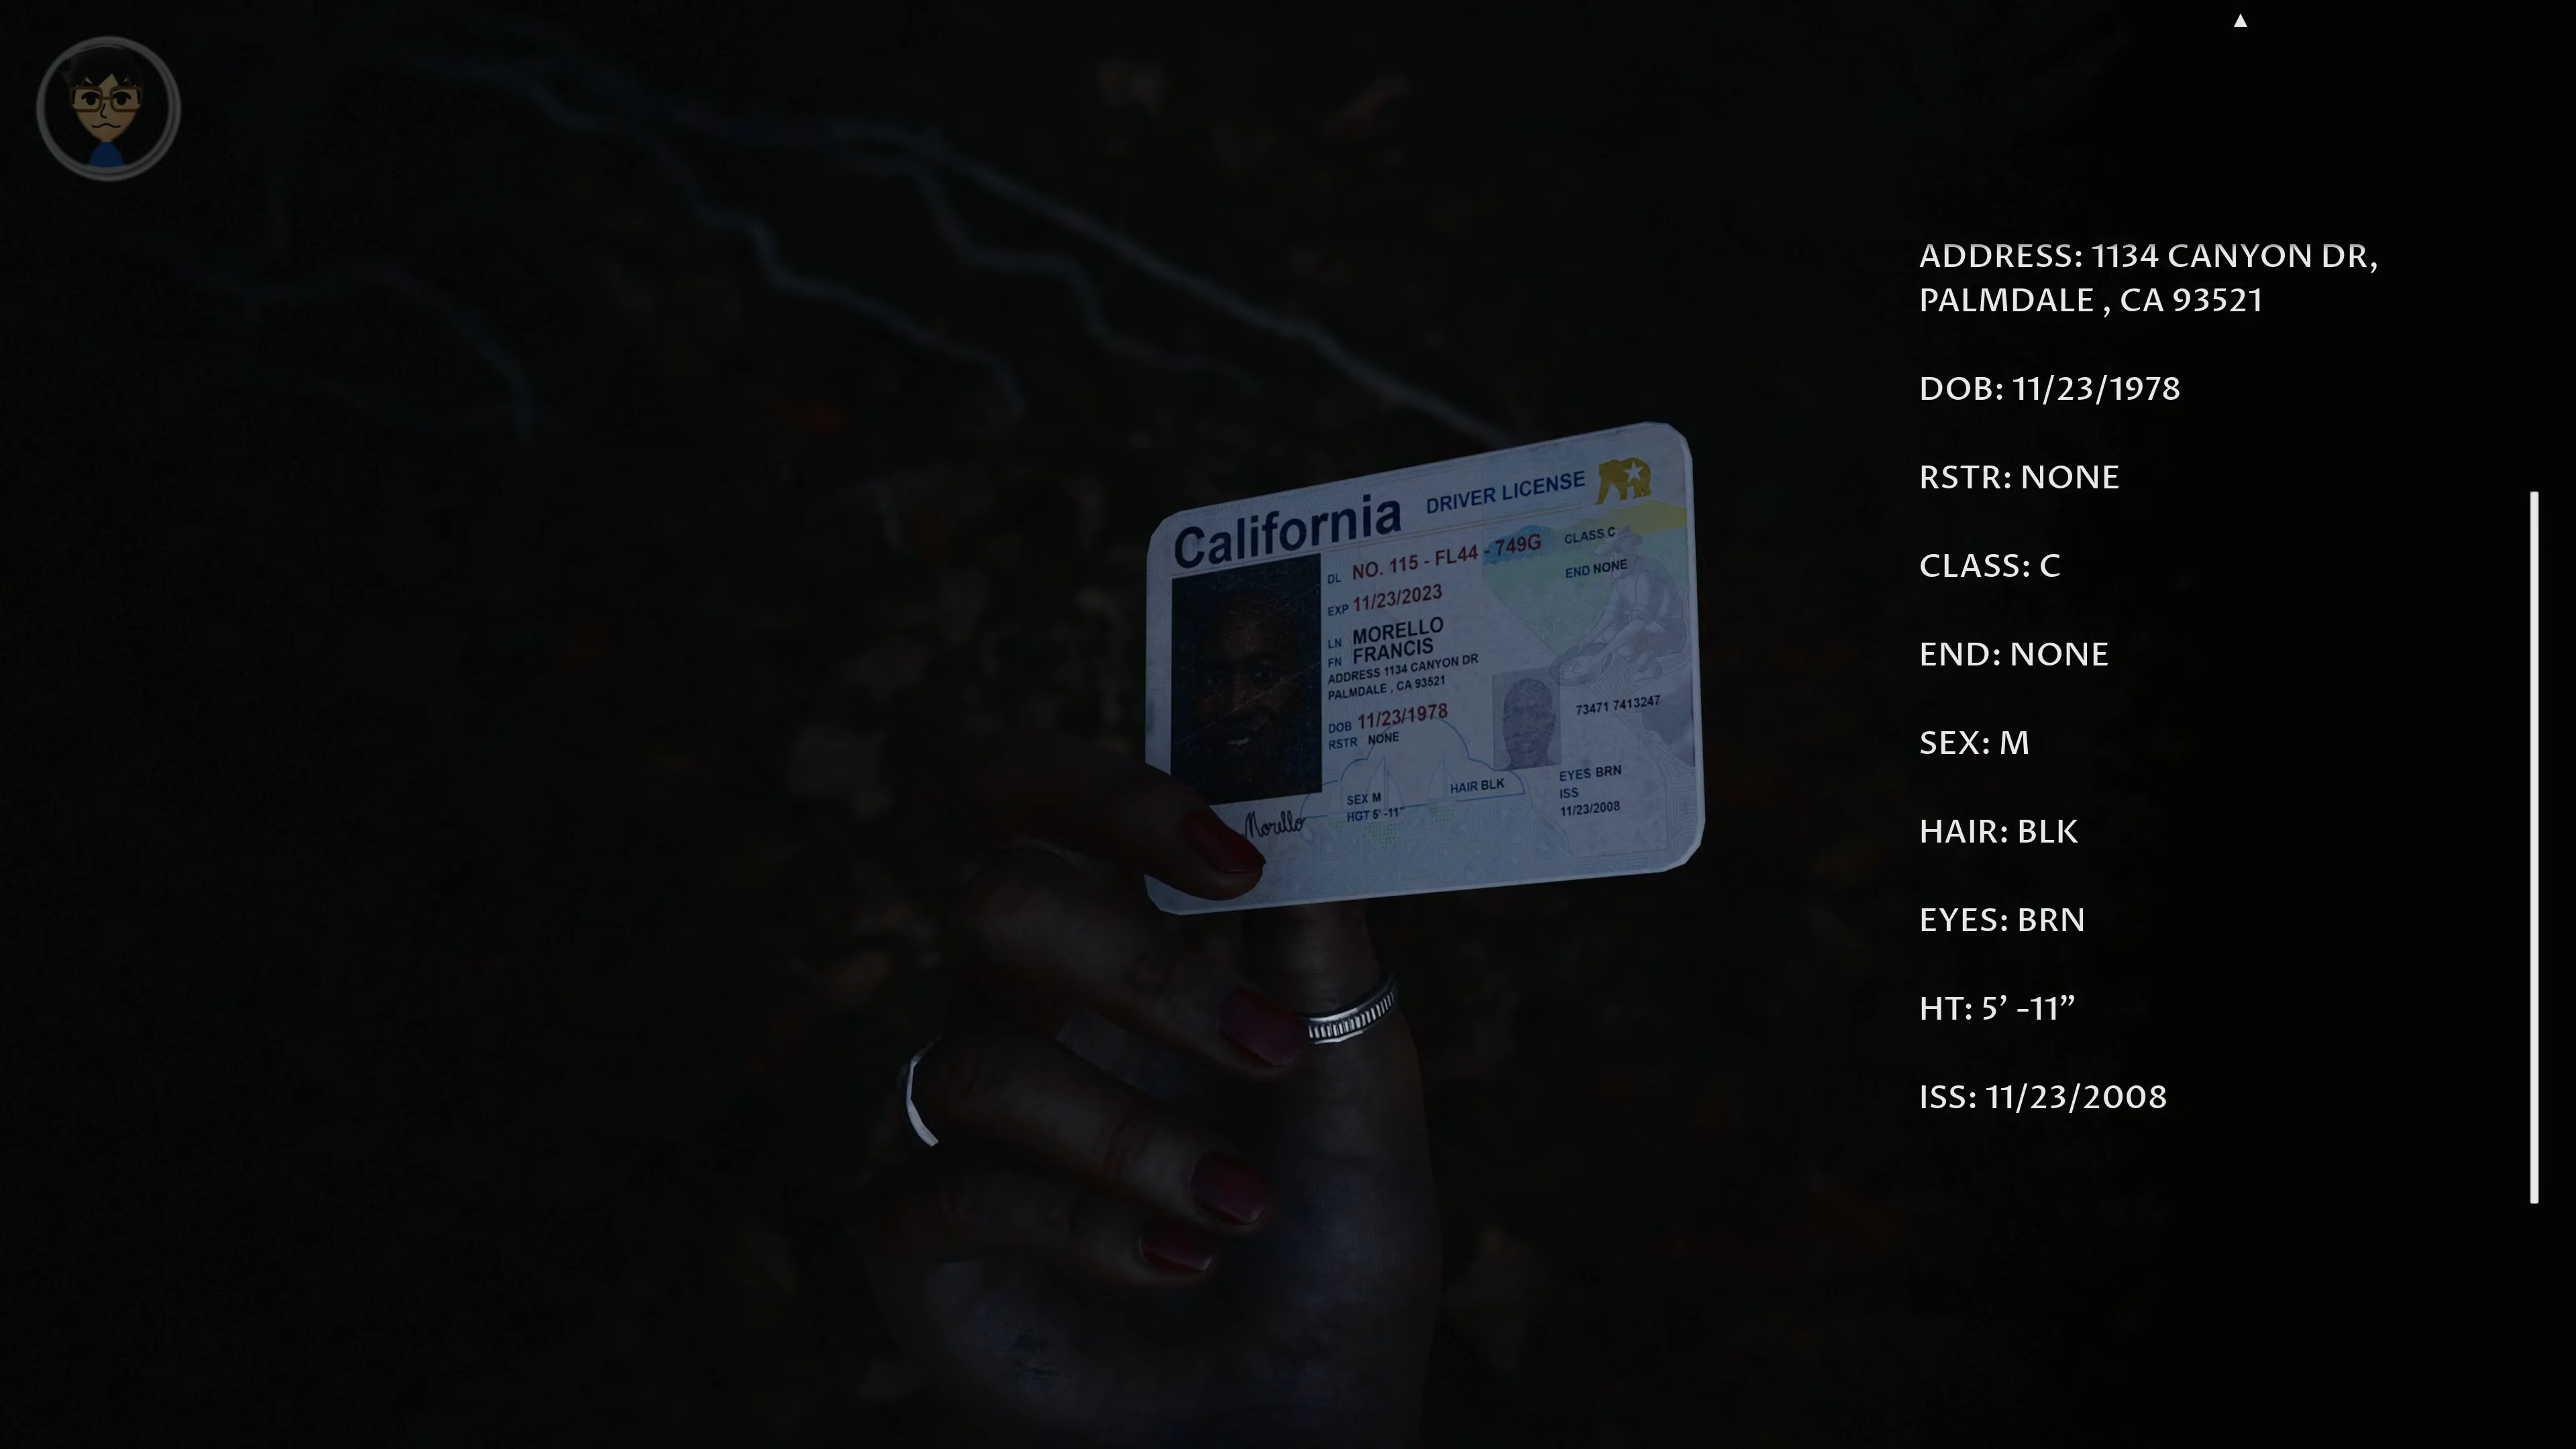 ▲
California
DRIVER LICENSE
DL NO. 115 - FL44 - 749G
CLASS C
EXP 11/23/2023
END NONE
LN MORELLO
FN FRANCIS
ADDRESS 1134 CANYON DR
PALMDALE , CA 93521
73471 7413247
DOB 11/23/1978
RSTR NONE
SEX M
HAIR BLK
EYES BRN
HGT 5' -11"
ISS
11/23/2008
Morello
ADDRESS: 1134 CANYON DR,
PALMDALE , CA 93521
DOB: 11/23/1978
RSTR: NONE
CLASS: C
END: NONE
SEX: M
HAIR: BLK
EYES: BRN
HT: 5’ -11”
ISS: 11/23/2008